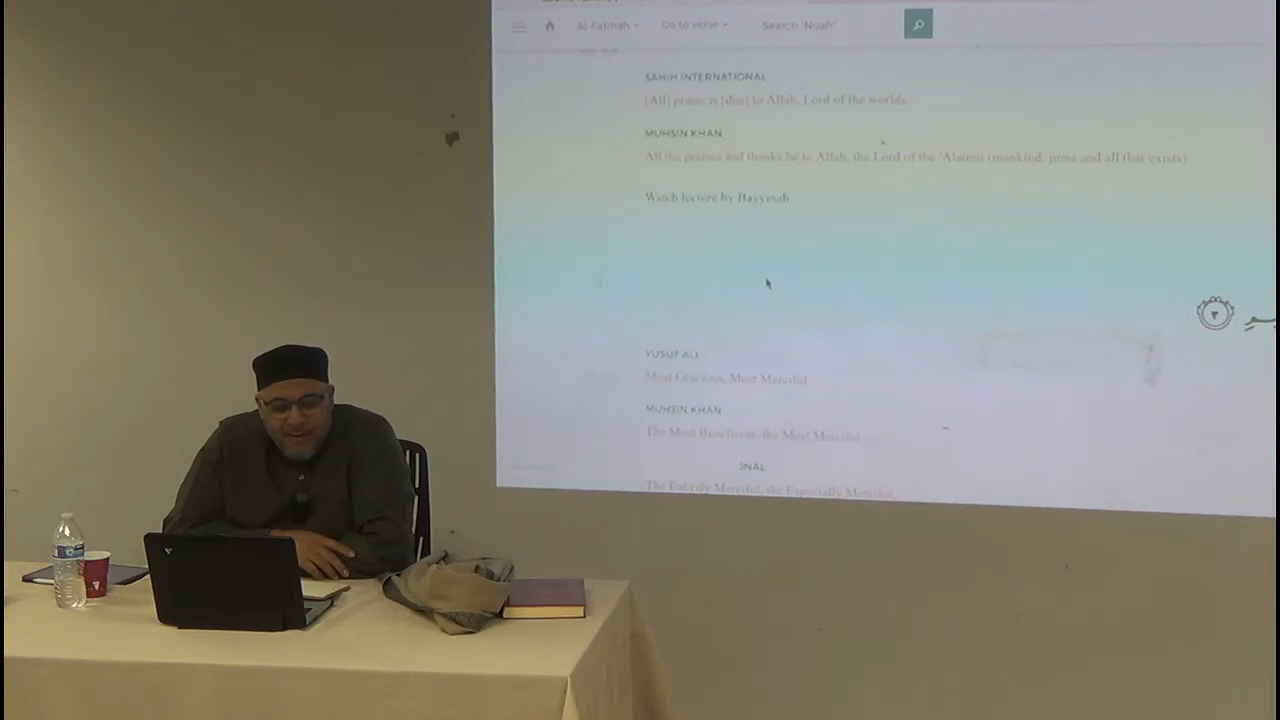 Al-Fatihah Go to Verse Search "Noah"
SAHIH INTERNATIONAL
[All] praise is [due] to Allah, Lord of the worlds
MUHSIN KHAN
All the praises and thanks be to Allah, the Lord of the 'Alamin (mankind, jinns and all that exists)
Watch lecture by Bayyinah
٣
YUSUF ALI
Most Gracious, Most Merciful
MUHSIN KHAN
The Most Beneficent, the Most Merciful
ONAL
The Entirely Merciful, the Especially Merciful